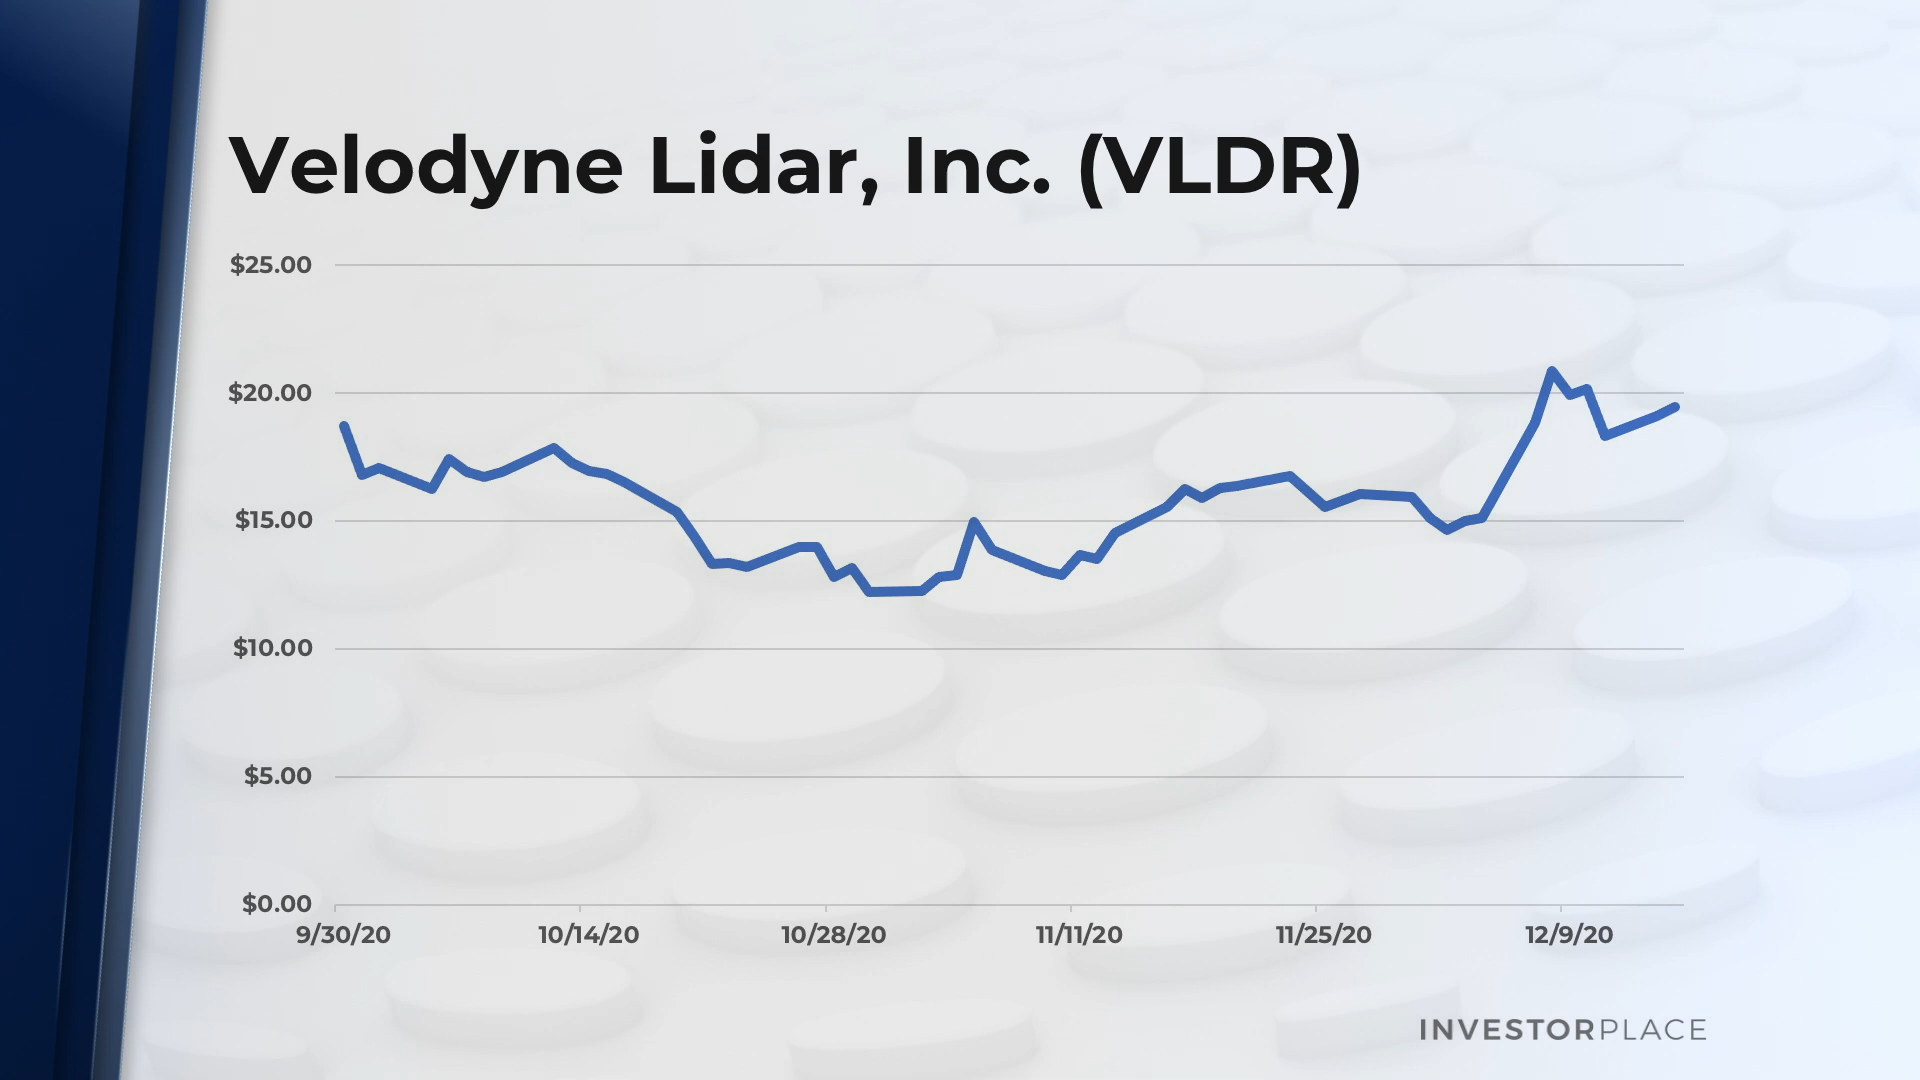 Velodyne Lidar, Inc. (VLDR)
$25.00
$20.00
$15.00
$10.00
$5.00
$0.00
9/30/20 10/14/20 10/28/20 11/11/20 11/25/20 12/9/20
INVESTORPLACE